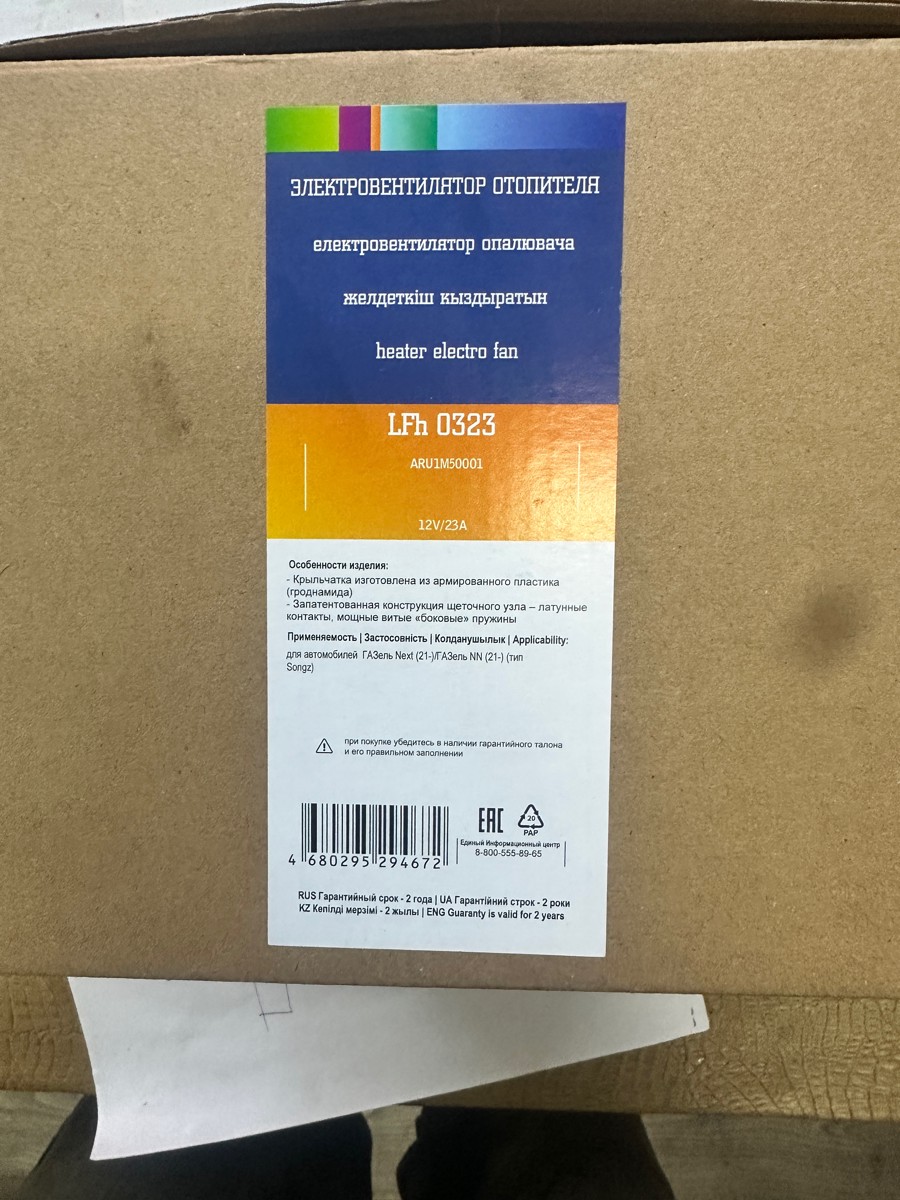 ЭЛЕКТРОВЕНТИЛЯТОР ОТОПИТЕЛЯ
електровентилятор опалювача
желдеткіш кыздыратын
heater electro fan
LFh 0323
ARU1M50001
12V/23A
Особенности изделия:
- Крыльчатка изготовлена из армированного пластика
(гроднамида)
- Запатентованная конструкция щеточного узла – латунные
контакты, мощные витые «боковые» пружины
Применяемость | Застосовність | Колданушылык | Applicability:
для автомобилей ГАЗель Next (21-)/ГАЗель NN (21-) (тип
Songz)
при покупке убедитесь в наличии гарантийного талона
и его правильном заполнении
EAC
20
PAP
Единый Информационный центр
8-800-555-89-65
4 680295 294672
RUS Гарантийный срок - 2 года | UA Гарантійний строк - 2 роки
KZ Кепілді мерзімі - 2 жылы | ENG Guaranty is valid for 2 years